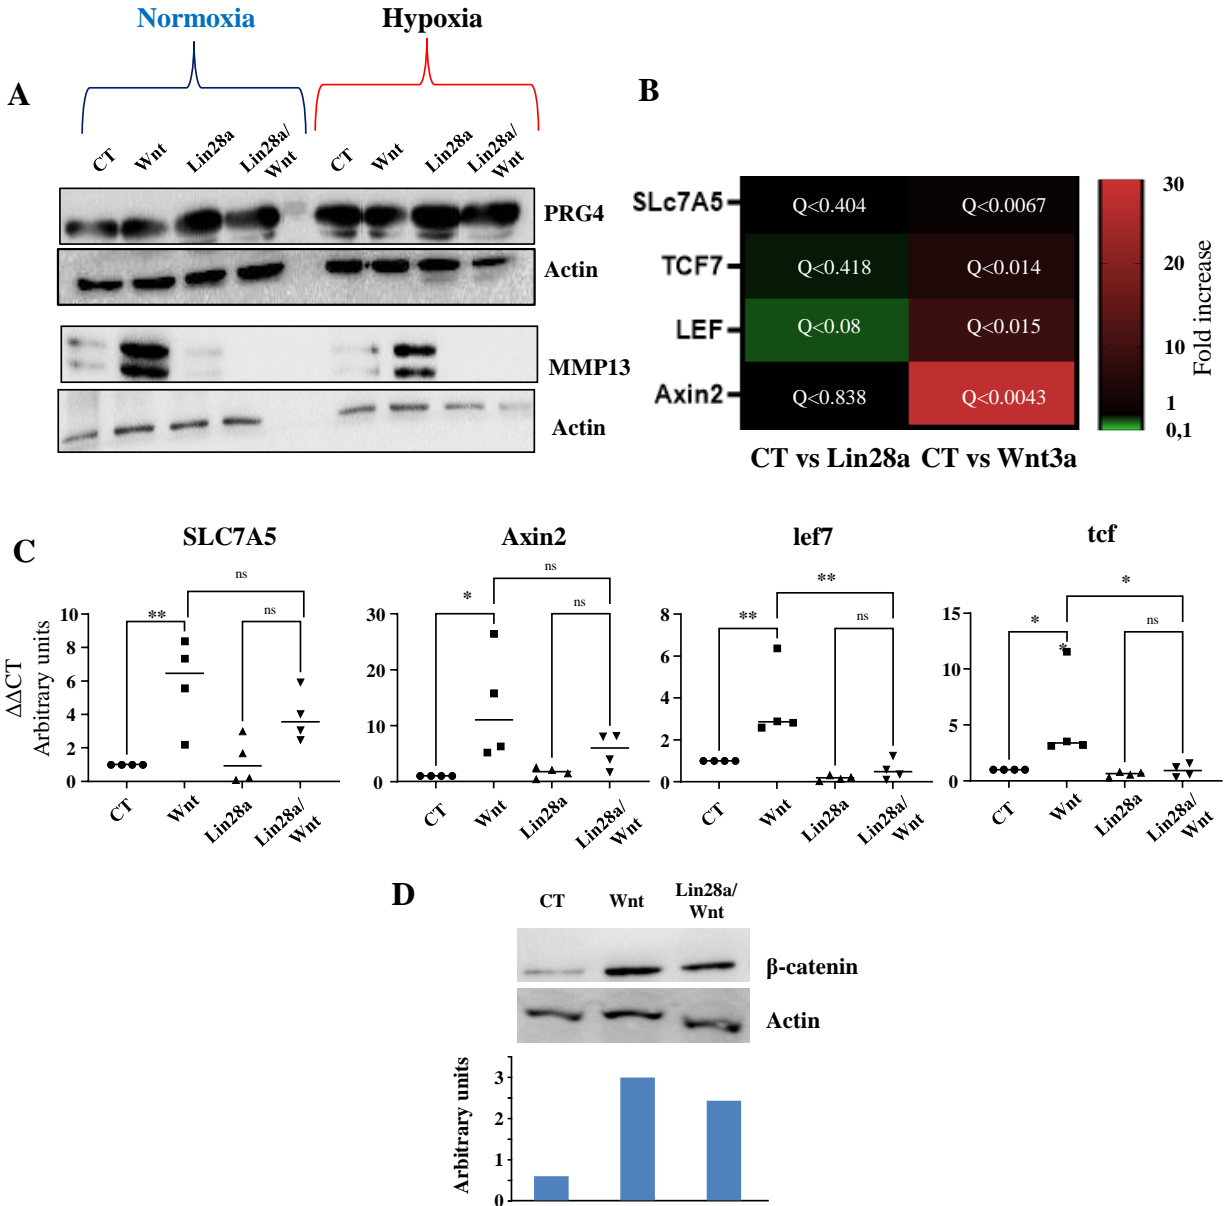 Normoxia
Hypoxia
A
CT
Wnt
Lin28a
Lin28a/
Wnt
CT
Wnt
Lin28a
Lin28a/
Wnt
PRG4
Actin
MMP13
Actin
B
SLc7A5
TCF7
LEF
Axin2
Q<0.404
Q<0.0067
Q<0.418
Q<0.014
Q<0.08
Q<0.015
Q<0.838
Q<0.0043
CT vs Lin28a
CT vs Wnt3a
30
20
10
1
0,1
Fold increase
C
ΔΔCT
Arbitrary units
SLC7A5
ns
**
ns
10
8
6
4
2
0
CT
Wnt
Lin28a
Lin28a/
Wnt
Axin2
ns
*
ns
30
20
10
0
CT
Wnt
Lin28a
Lin28a/
Wnt
lef7
**
**
ns
8
6
4
2
0
CT
Wnt
Lin28a
Lin28a/
Wnt
tcf
*
*
ns
*
15
10
5
0
CT
Wnt
Lin28a
Lin28a/
Wnt
D
CT
Wnt
Lin28a/
Wnt
β-catenin
Actin
Arbitrary units
3
2
1
0